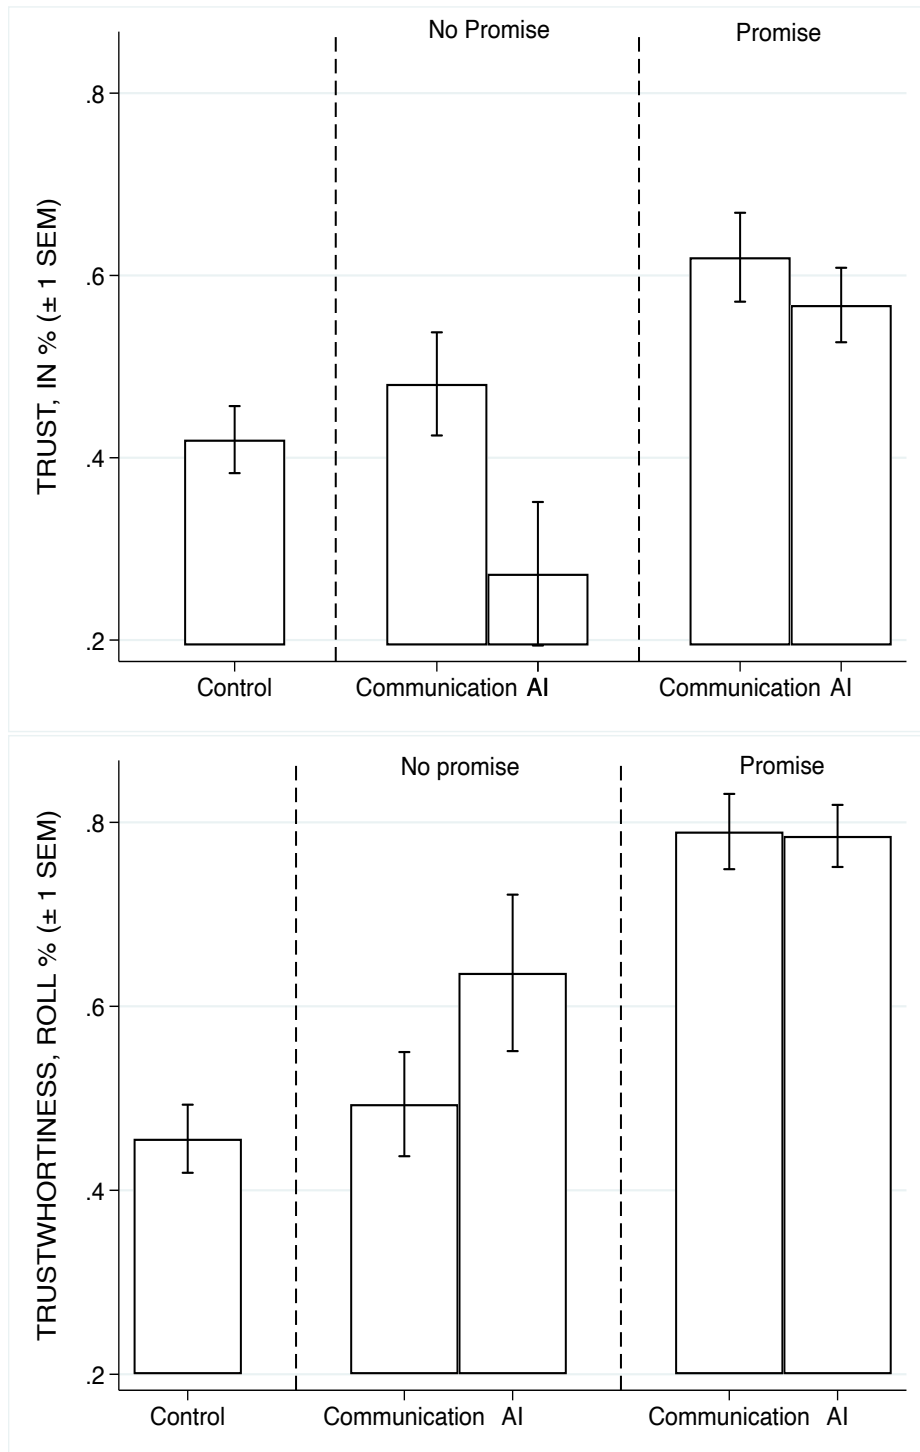 No Promise
Promise
TRUST, IN % (± 1 SEM)
.8
.6
.4
.2
Control
Communication
AI
Communication
AI
No promise
Promise
TRUSTWHORTINESS, ROLL % (± 1 SEM)
.8
.6
.4
.2
Control
Communication
AI
Communication
AI